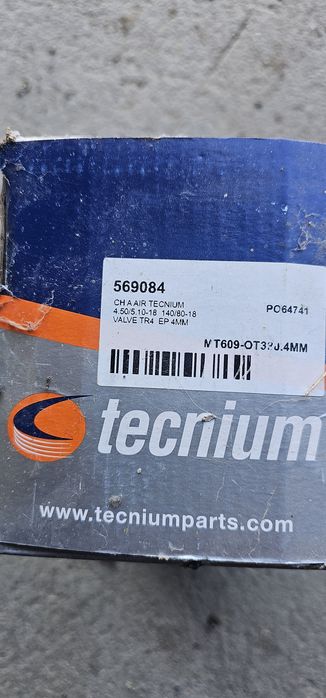 569084
CH A AIR TECNIUM
4.50/5.10-18 140/80-18 PO64741
VALVE TR4 EP 4MM
tecnium
www.tecniumparts.com